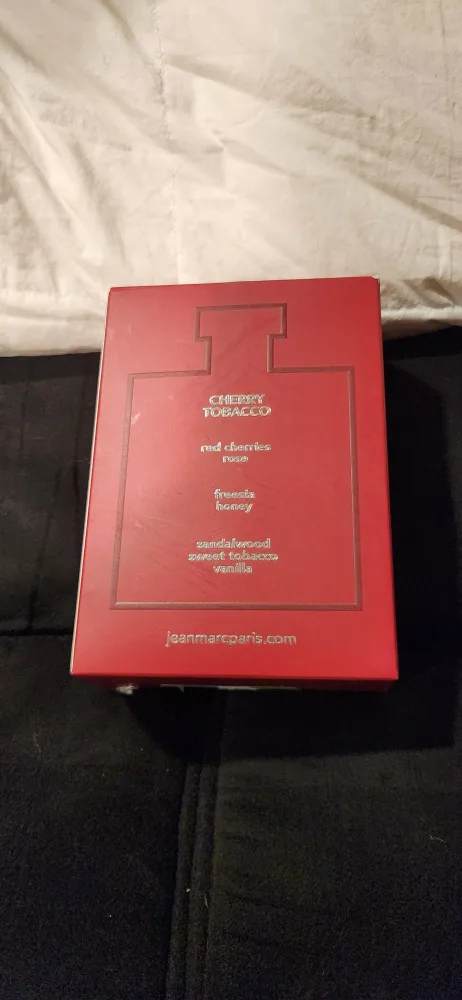 CHERRY
TOBACCO
red cherries
rose
freesia
honey
sandalwood
sweet tobacco
vanilla
jeanmarcparis.com